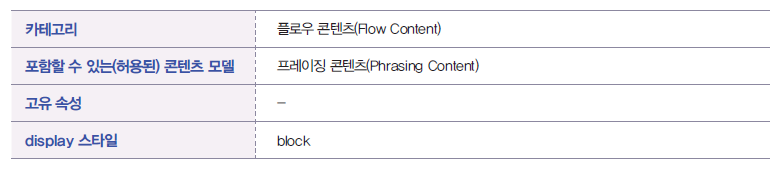 카테고리 플로우 콘텐츠(Flow Content)
포함할 수 있는(허용된) 콘텐츠 모델 프레이징 콘텐츠(Phrasing Content)
고유 속성 –
display 스타일 block